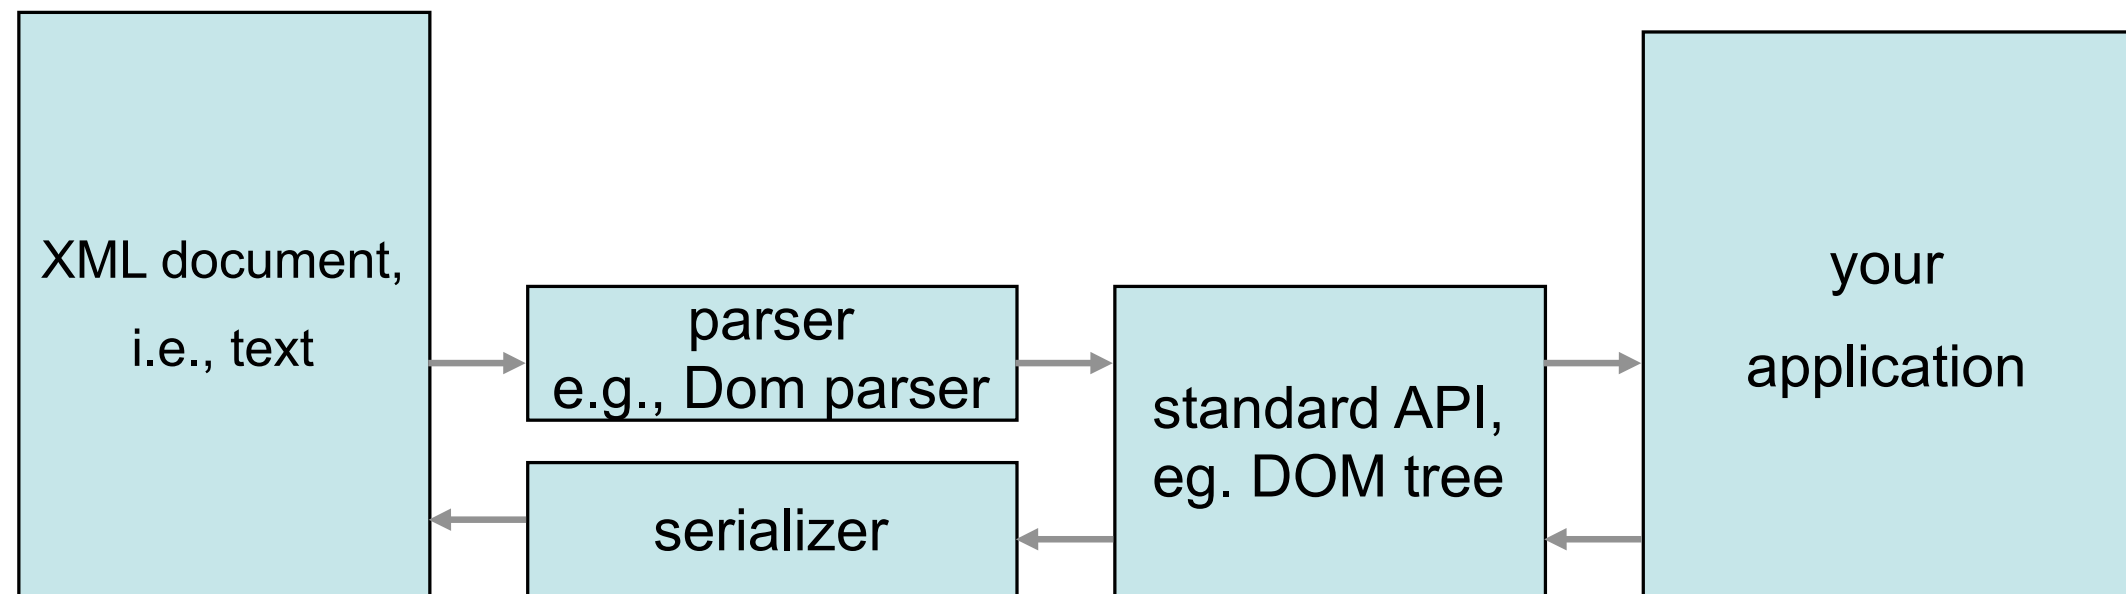 XML document,
i.e., text
parser
e.g., Dom parser
serializer
standard API,
eg. DOM tree
your
application